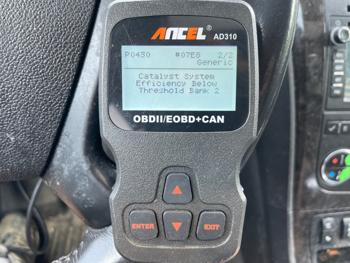 ANCEL AD310
P0430 #07E8 2/2
Generic
Catalyst System
Efficiency Below
Threshold Bank 2
OBDII/EOBD+CAN
ENTER
EXIT